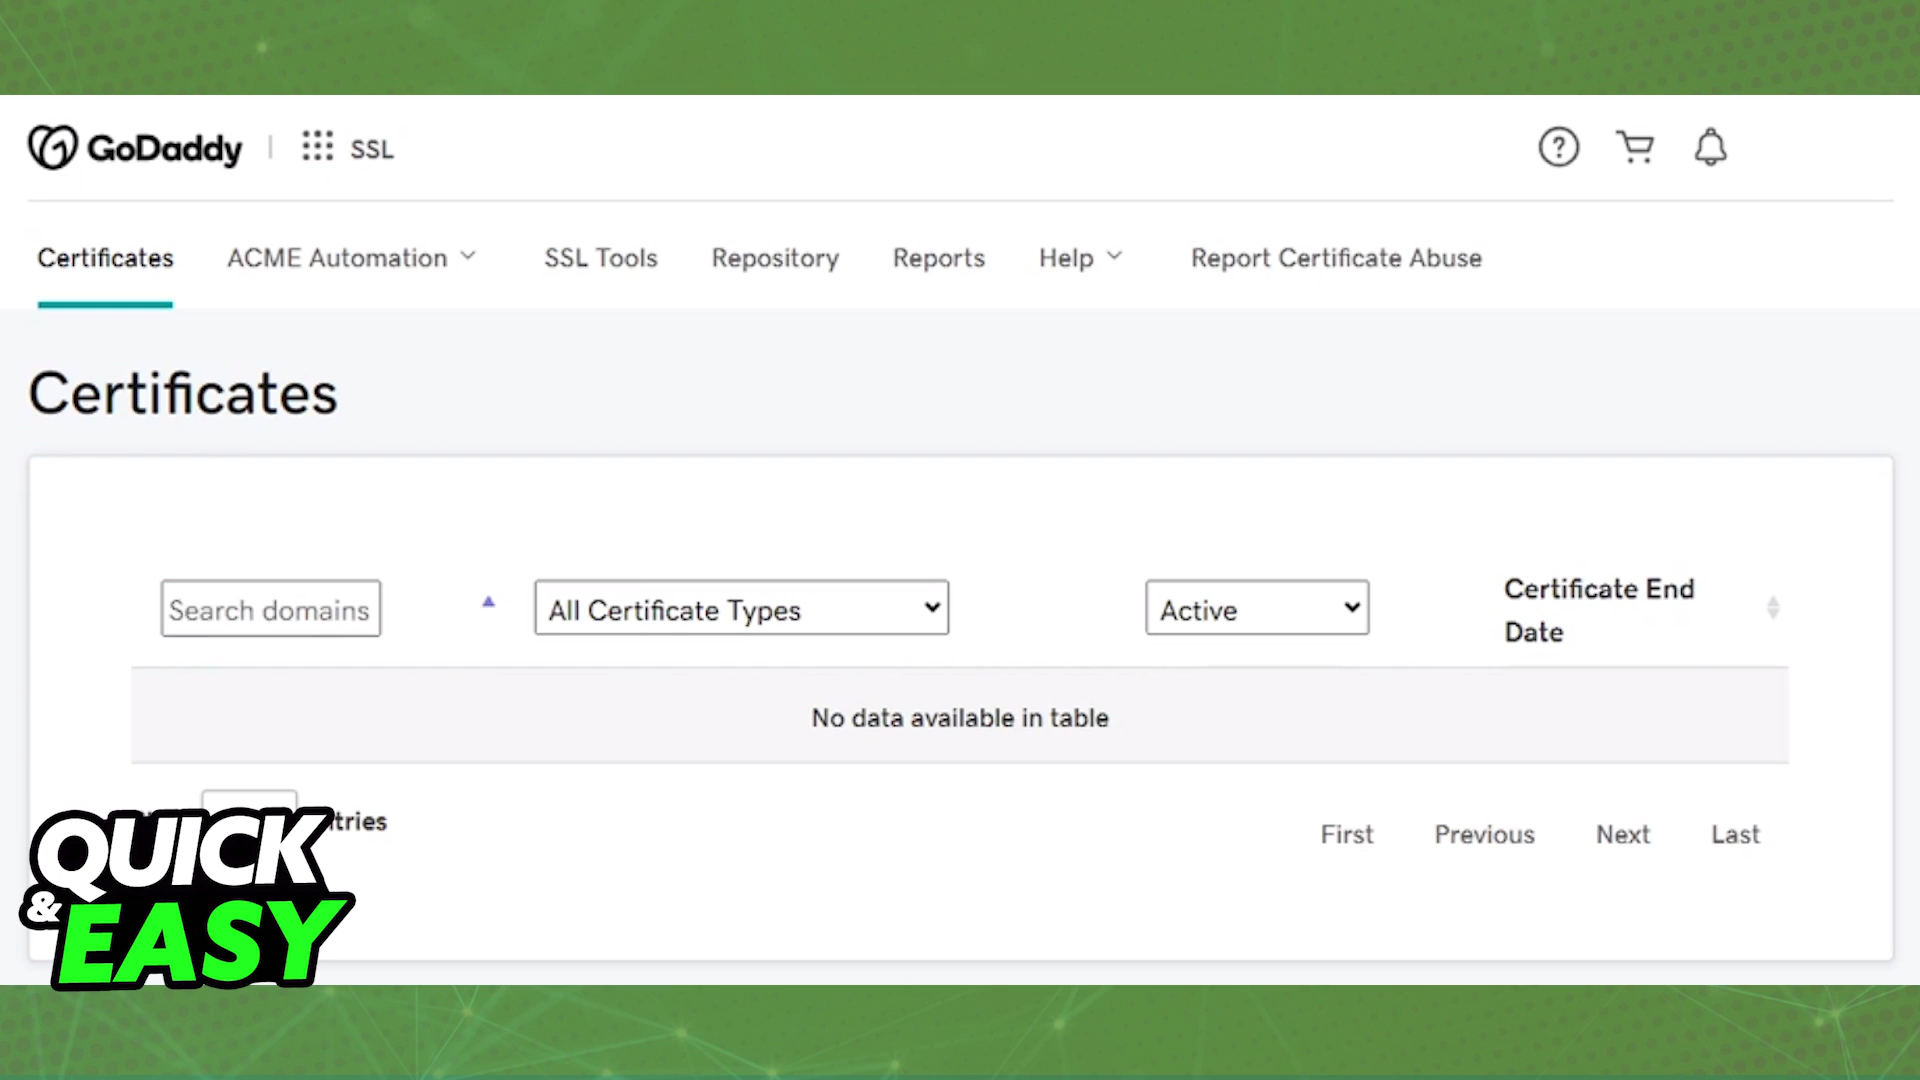 GoDaddy SSL
Certificates ACME Automation SSL Tools Repository Reports Help Report Certificate Abuse
Certificates
Search domains All Certificate Types Active Certificate End
Date
No data available in table
First Previous Next Last
QUICK
& EASY